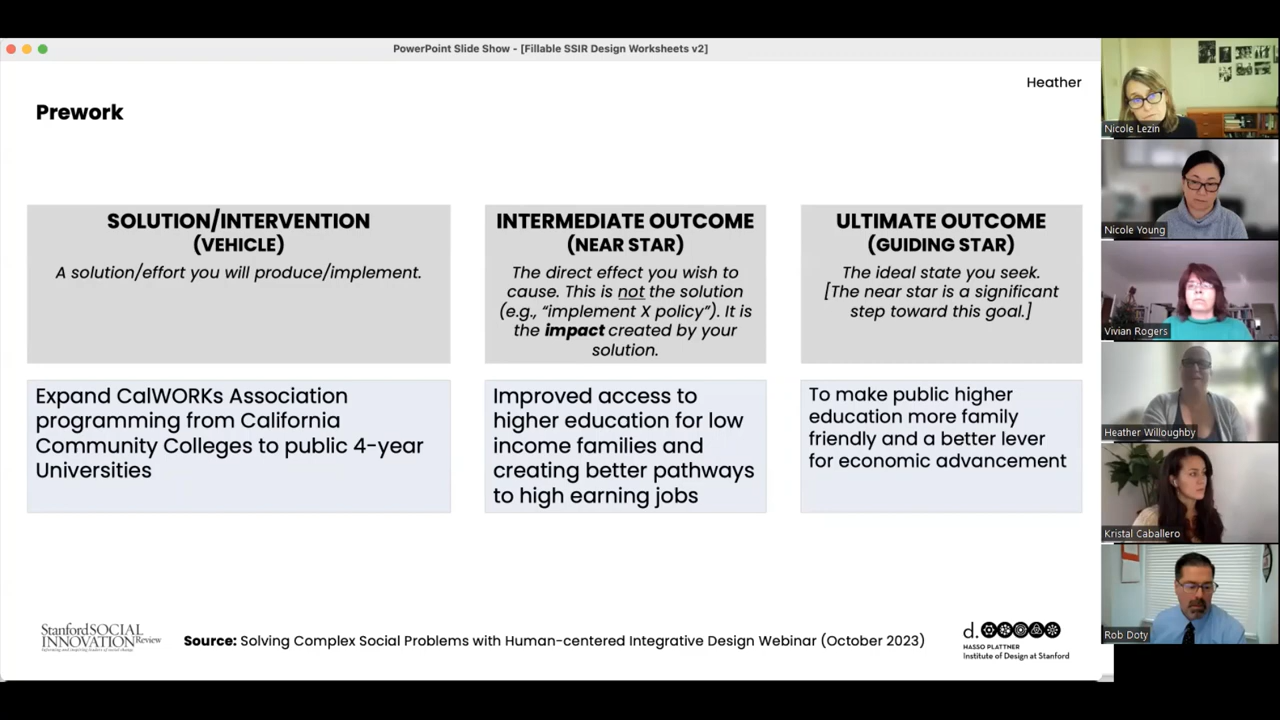 PowerPoint Slide Show - [Fillable SSIR Design Worksheets v2]
Heather
Prework
SOLUTION/INTERVENTION
(VEHICLE)
A solution/effort you will produce/implement.
INTERMEDIATE OUTCOME
(NEAR STAR)
The direct effect you wish to
cause. This is not the solution
(e.g., “implement X policy”). It is
the impact created by your
solution.
ULTIMATE OUTCOME
(GUIDING STAR)
The ideal state you seek.
[The near star is a significant
step toward this goal.]
Expand CalWORKs Association
programming from California
Community Colleges to public 4-year
Universities
Improved access to
higher education for low
income families and
creating better pathways
to high earning jobs
To make public higher
education more family
friendly and a better lever
for economic advancement
Stanford SOCIAL
INNOVATION Review
Informing and inspiring leaders of social change
Source: Solving Complex Social Problems with Human-centered Integrative Design Webinar (October 2023)
d.
HASSO PLATTNER
Institute of Design at Stanford
Nicole Lezin
Nicole Young
Vivian Rogers
Heather Willoughby
Kristal Caballero
Rob Doty